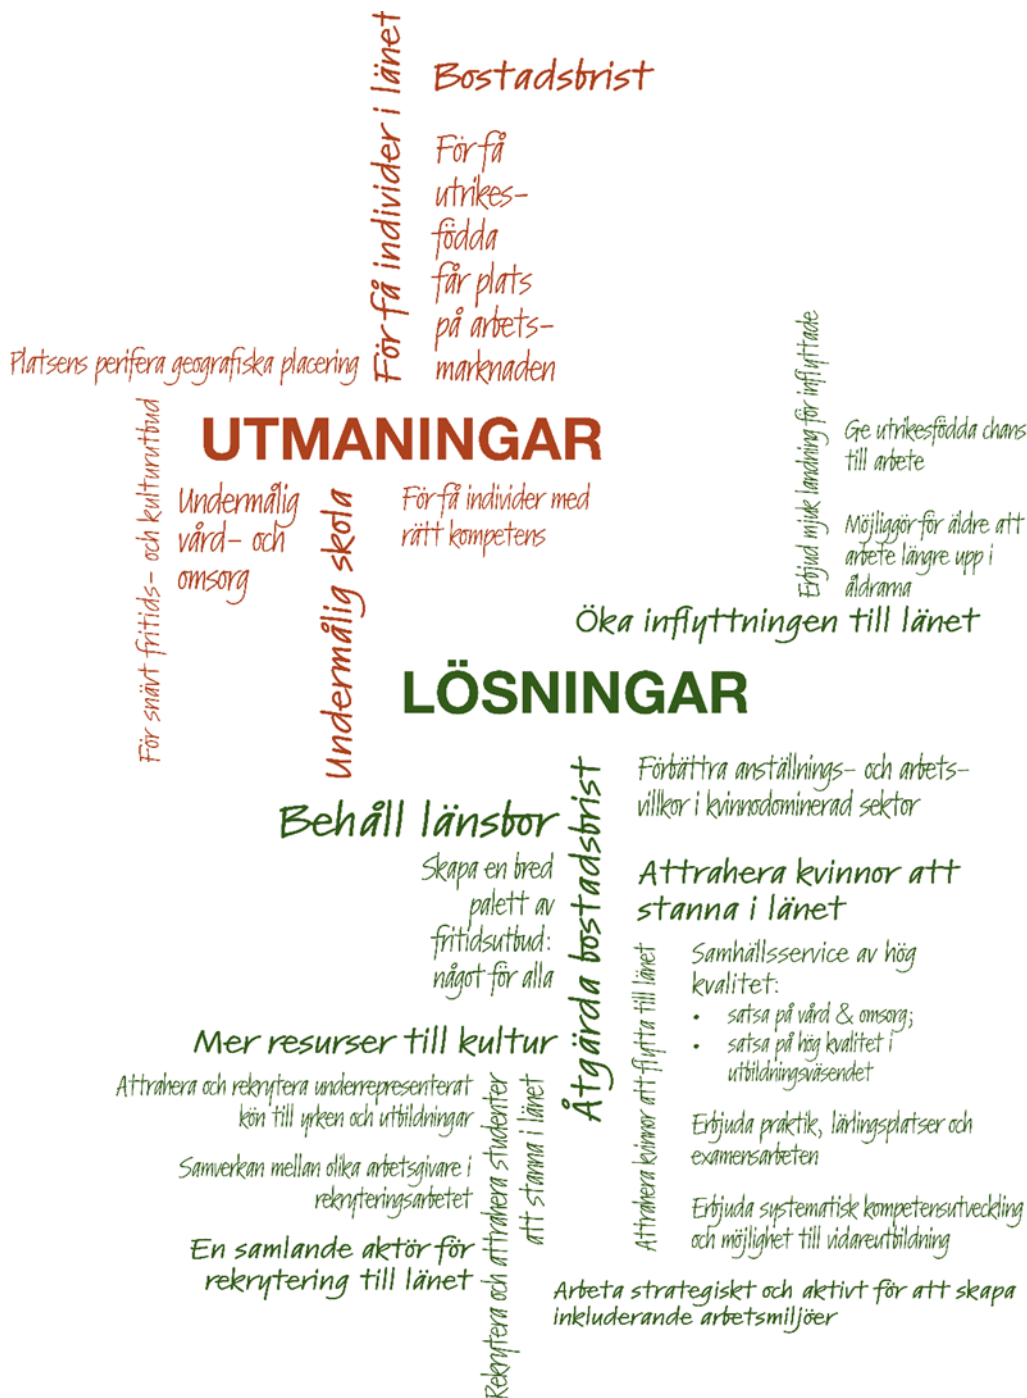 För få individer i länet
Bostadsbrist
För få
utrikes-
födda
får plats
på arbets-
marknaden
Platsens perifera geografiska placering
UTMANINGAR
För snävt fritids- och kulturutbud
Undermålig
vård- och
omsorg
Undermålig skola
För få individer med
rätt kompetens
Erbjud mjuk landning för inflyttade
Ge utrikesfödda chans
till arbete
Möjliggör för äldre att
arbete längre upp i
åldrarna
Öka inflyttningen till länet
LÖSNINGAR
Behåll länsbor
Skapa en bred
palett av
fritidsutbud:
något för alla
Åtgärda bostadsbrist
Förbättra anställnings- och arbets-
villkor i kvinnodominerad sektor
Attrahera kvinnor att
stanna i länet
Attrahera kvinnor att flytta till länet
Samhällsservice av hög
kvalitet:
• satsa på vård & omsorg;
• satsa på hög kvalitet i
utbildningsväsendet
Mer resurser till kultur
Attrahera och rekrytera underrepresenterat
kön till yrken och utbildningar
Samverkan mellan olika arbetsgivare i
rekryteringsarbetet
En samlande aktör för
rekrytering till länet
Rekrytera och attrahera studenter
att stanna i länet
Erbjuda praktik, lärlingsplatser och
examensarbeten
Erbjuda systematisk kompetensutveckling
och möjlighet till vidareutbildning
Arbeta strategiskt och aktivt för att skapa
inkluderande arbetsmiljöer